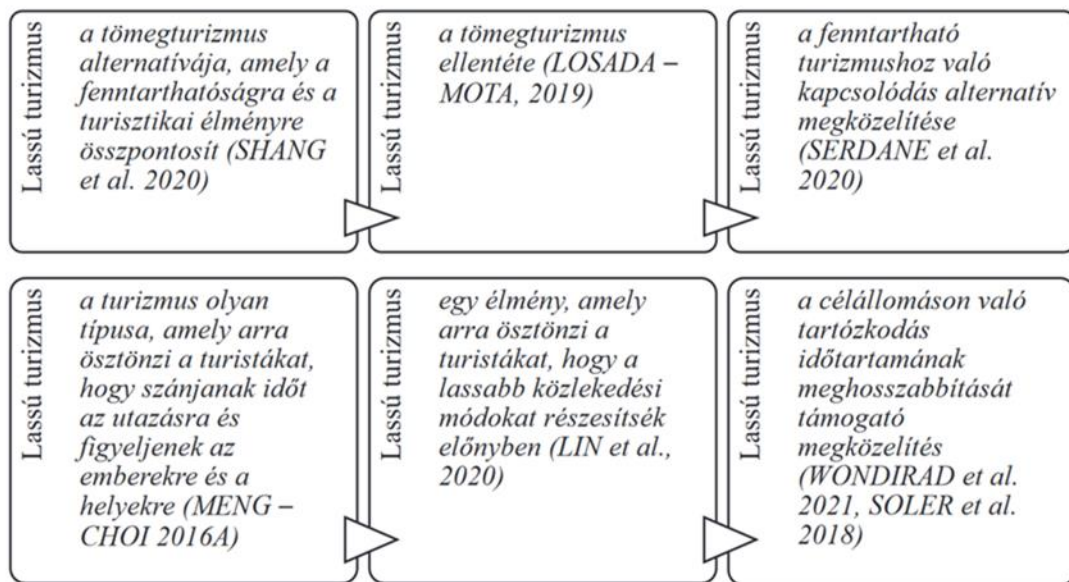 Lassú turizmus
a tömegturizmus
alternatívája, amely a
fenntarthatóságra és a
turisztikai élményre
összpontosít (SHANG
et al. 2020)
Lassú turizmus
a tömegturizmus
ellentéte (LOSADA –
MOTA, 2019)
Lassú turizmus
a fenntartható
turizmushoz való
kapcsolódás alternatív
megközelítése
(SERDANE et al.
2020)
Lassú turizmus
a turizmus olyan
típusa, amely arra
ösztönzi a turistákat,
hogy szánjanak időt
az utazásra és
figyeljenek az
emberekre és a
helyekre (MENG –
CHOI 2016A)
Lassú turizmus
egy élmény, amely
arra ösztönzi a
turistákat, hogy a
lassabb közlekedési
módokat részesítsék
előnyben (LIN et al.,
2020)
Lassú turizmus
a célállomáson való
tartózkodás
időtartamának
meghosszabbítását
támogató
megközelítés
(WONDIRAD et al.
2021, SOLER et al.
2018)